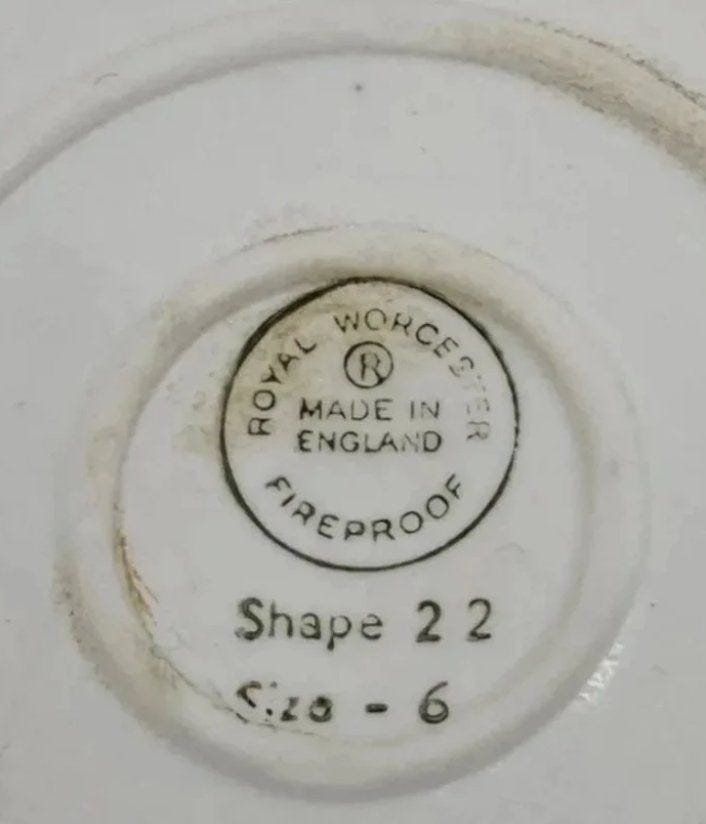 ROYAL WORCESTER
®
MADE IN
ENGLAND
FIREPROOF
Shape 22
Size - 6